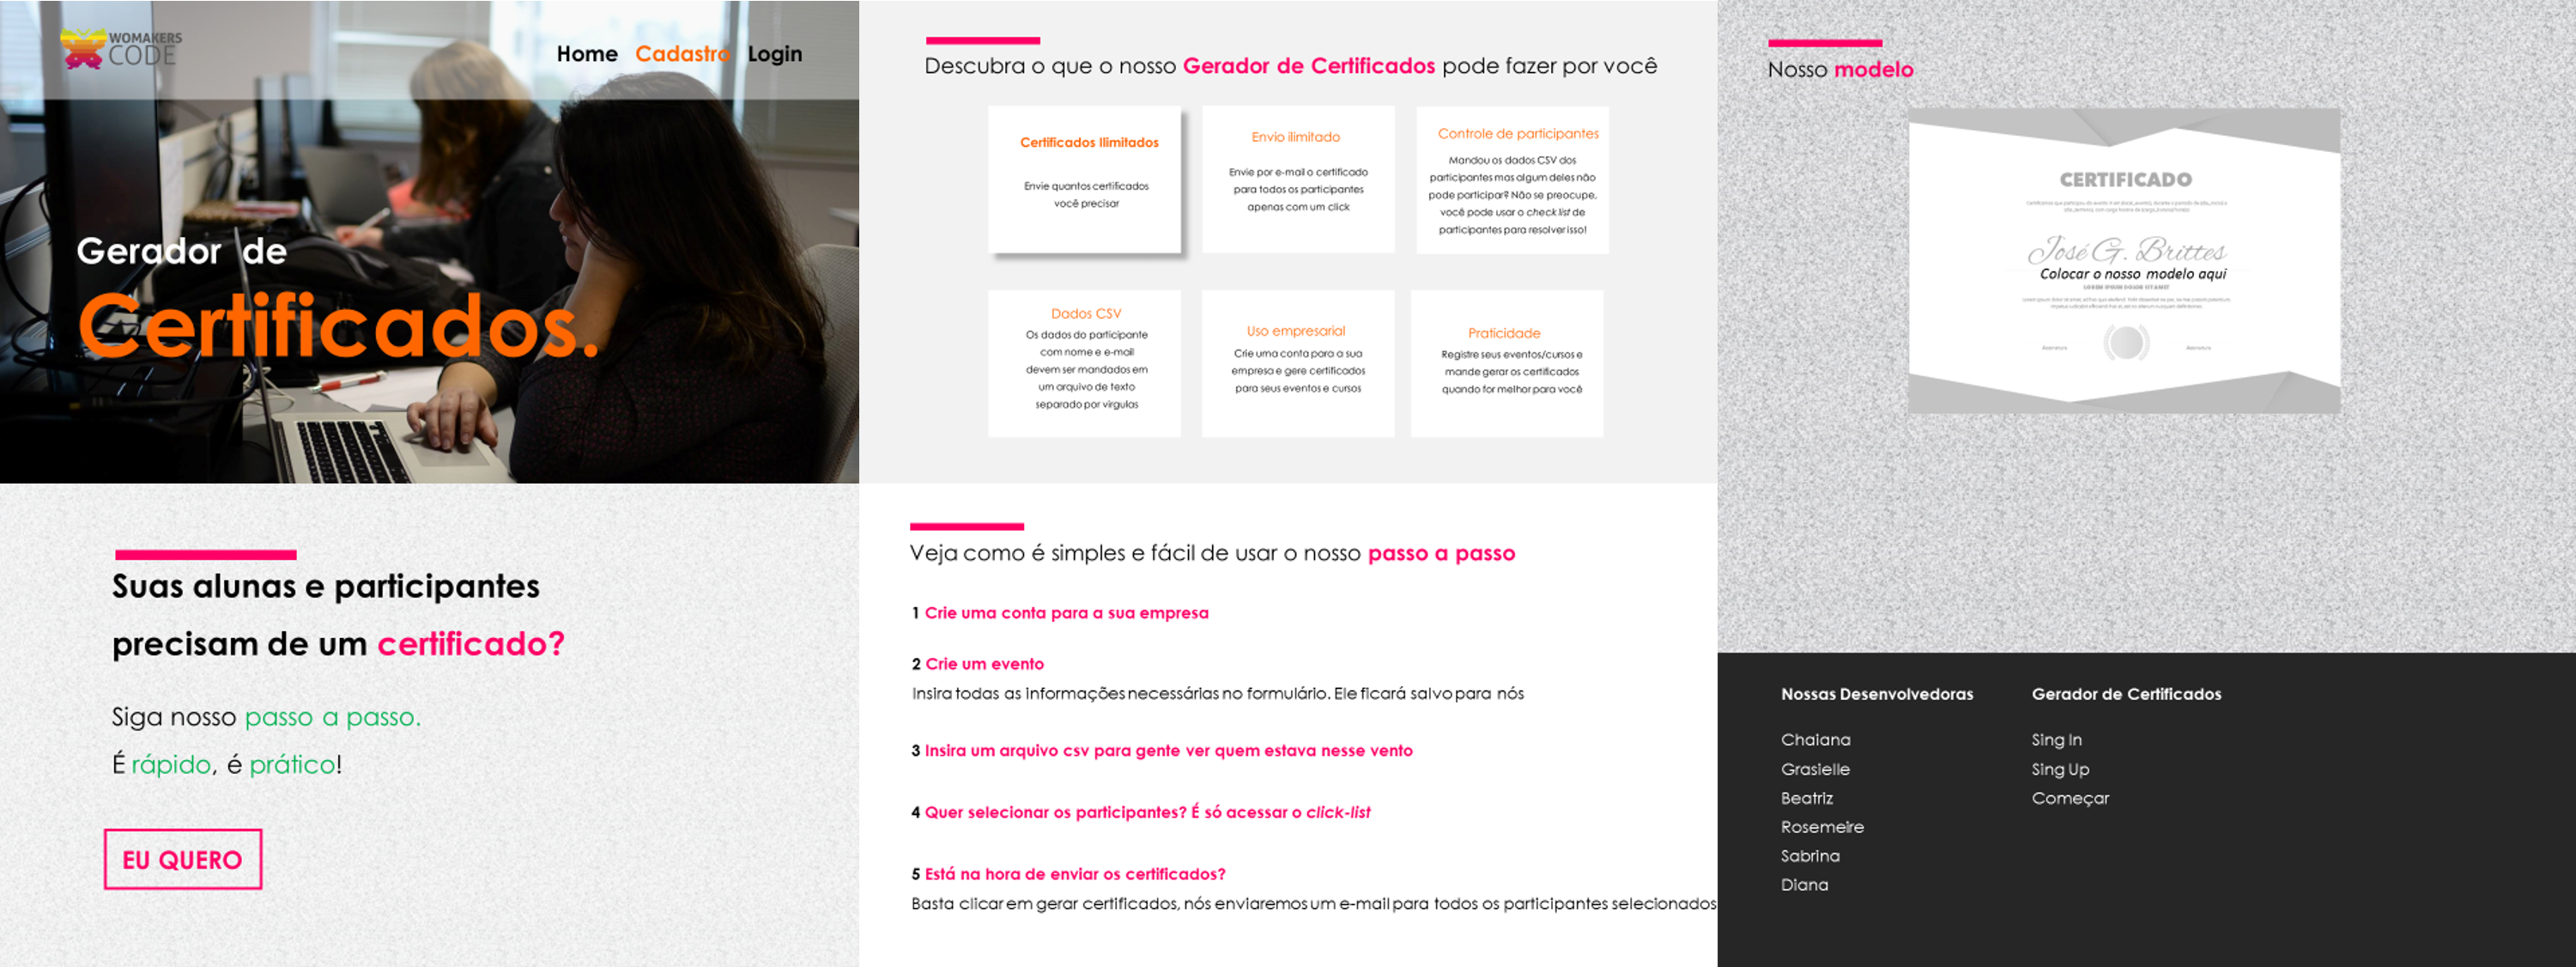 WOMAKERS
CODE
Home Cadastro Login
Gerador de
Certificados.
Suas alunas e participantes
precisam de um certificado?
Siga nosso passo a passo.
É rápido, é prático!
EU QUERO
Descubra o que o nosso Gerador de Certificados pode fazer por você
Certificados Ilimitados
Envie quantos certificados
você precisar
Envio ilimitado
Envie por e-mail o certificado
para todos os participantes
apenas com um click
Controle de participantes
Mandou os dados CSV dos
participantes mas algum deles não
pode participar? Não se preocupe,
você pode usar o check list de
participantes para resolver isso!
Dados CSV
Os dados do participante
com nome e e-mail
devem ser mandados em
um arquivo de texto
separado por vírgulas
Uso empresarial
Crie uma conta para a sua
empresa e gere certificados
para seus eventos e cursos
Praticidade
Registre seus eventos/cursos e
mande gerar os certificados
quando for melhor para você
Veja como é simples e fácil de usar o nosso passo a passo
1 Crie uma conta para a sua empresa
2 Crie um evento
Insira todas as informações necessárias no formulário. Ele ficará salvo para nós
3 Insira um arquivo csv para gente ver quem estava nesse vento
4 Quer selecionar os participantes? É só acessar o click-list
5 Está na hora de enviar os certificados?
Basta clicar em gerar certificados, nós enviaremos um e-mail para todos os participantes selecionados
Nosso modelo
CERTIFICADO
José G. Brittes
Colocar o nosso modelo aqui
LOREM IPSUM DOLOR SIT AMET
Assinatura Assinatura
Nossas Desenvolvedoras
Chaiana
Grasielle
Beatriz
Rosemeire
Sabrina
Diana
Gerador de Certificados
Sing In
Sing Up
Começar